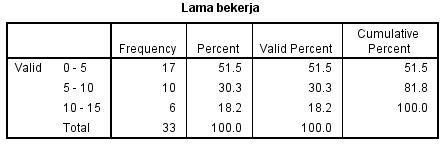 Lama bekerja
Frequency Percent Valid Percent Cumulative Percent
Valid 0 - 5 17 51.5 51.5 51.5
5 - 10 10 30.3 30.3 81.8
10 - 15 6 18.2 18.2 100.0
Total 33 100.0 100.0